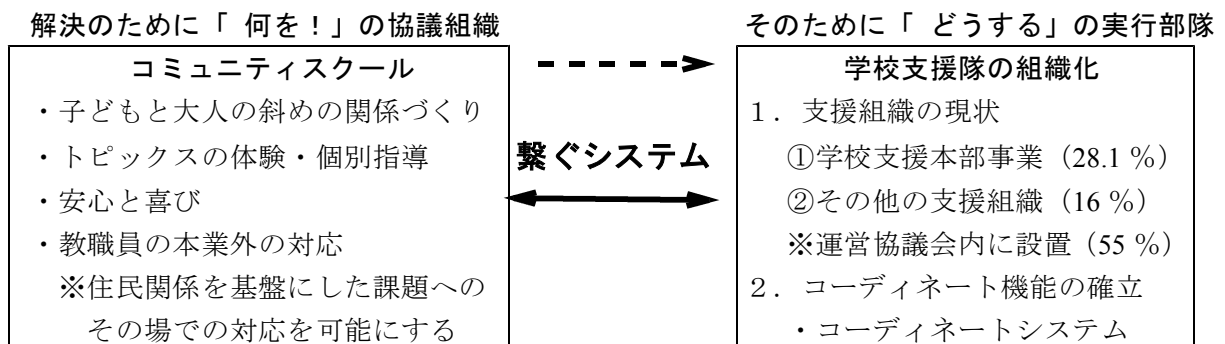 解決のために「 何を！」の協議組織
コミュニティスクール
・子どもと大人の斜めの関係づくり
・トピックスの体験・個別指導
・安心と喜び
・教職員の本業外の対応
※住民関係を基盤にした課題への
その場での対応を可能にする
繋ぐシステム
そのために「 どうする」の実行部隊
学校支援隊の組織化
１．支援組織の現状
①学校支援本部事業（28.1 %）
②その他の支援組織（16 %）
※運営協議会内に設置（55 %）
２．コーディネート機能の確立
・コーディネートシステム